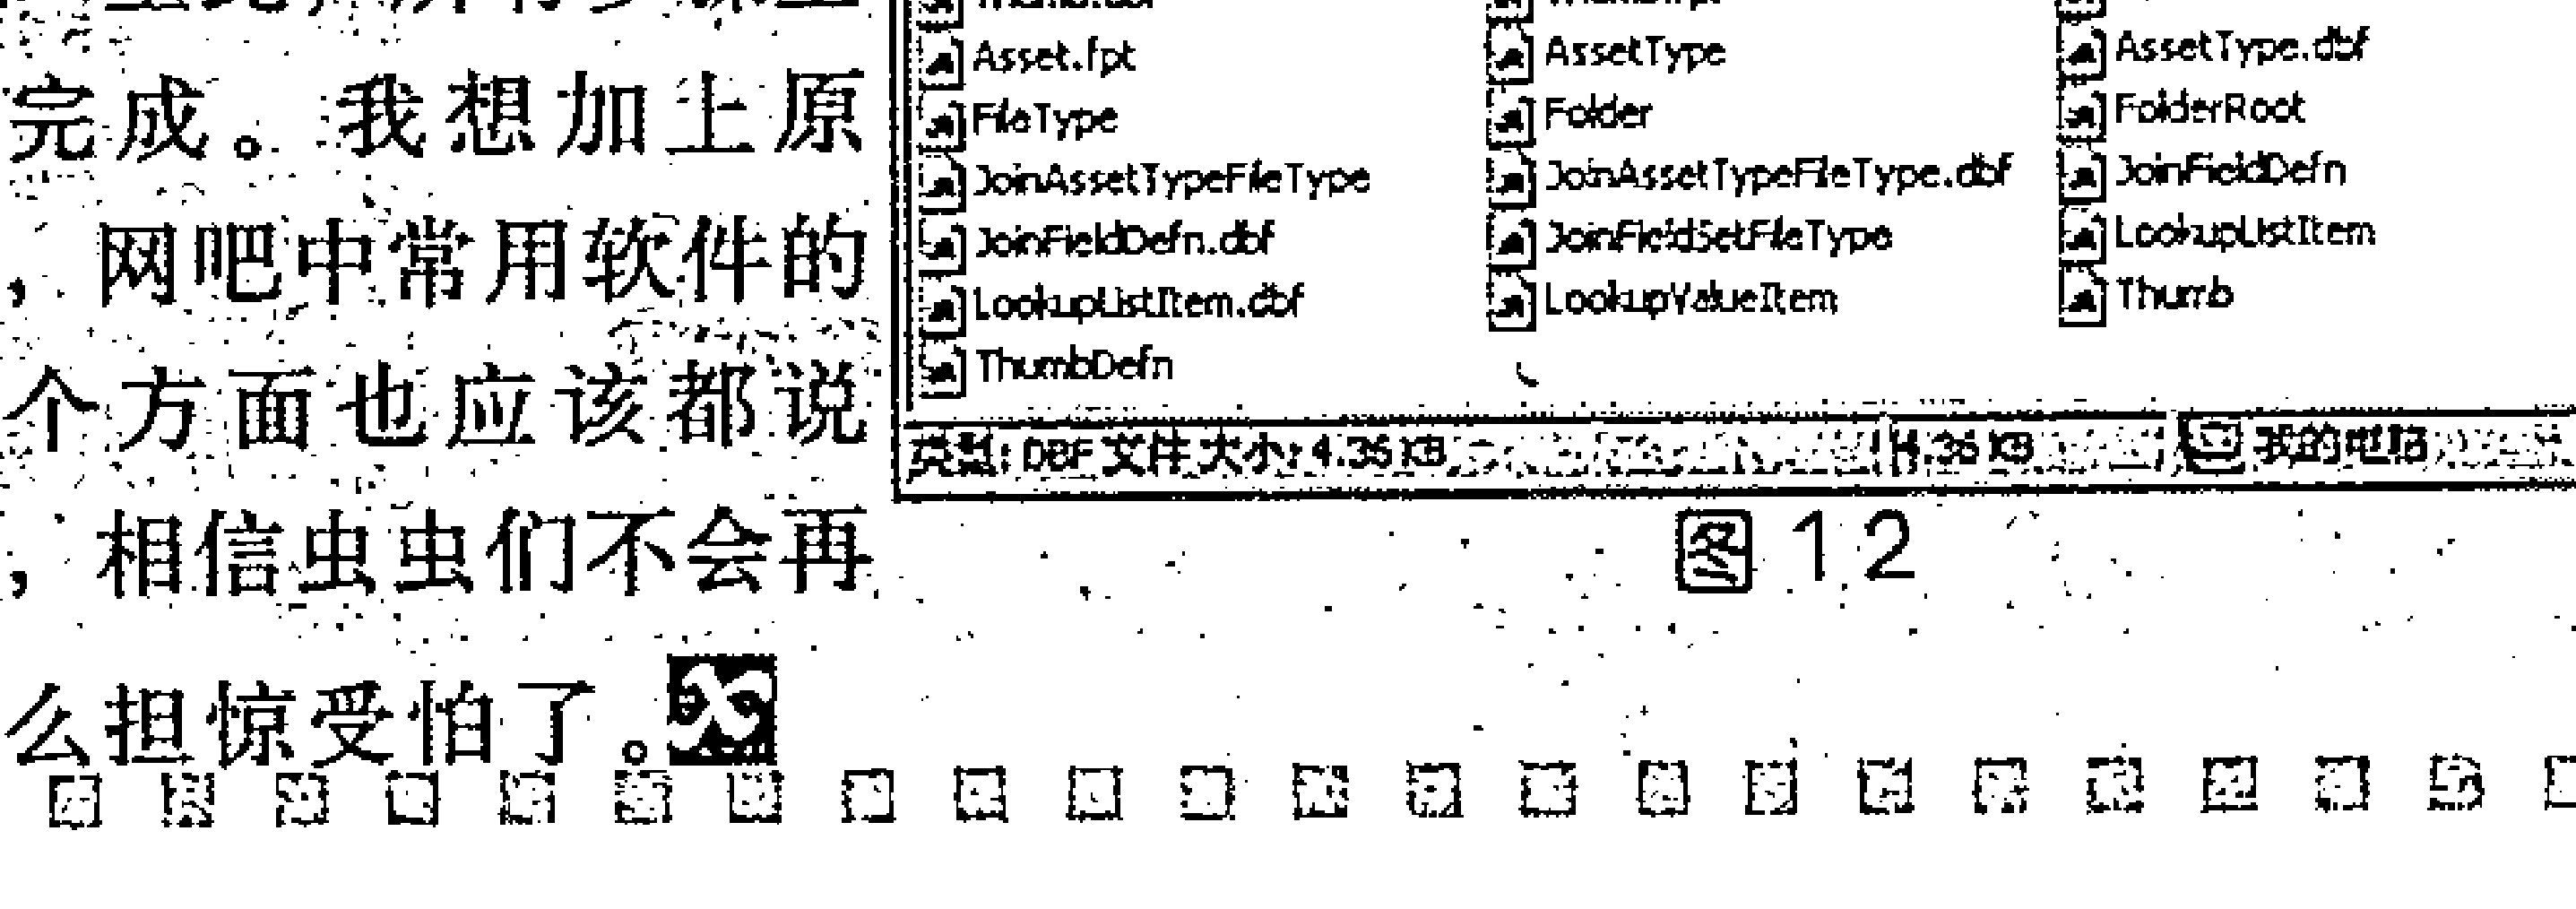 完成。我想加上原
，网吧中常用软件的
个方面也应该都说
，相信虫虫们不会再
么担惊受怕了。
Asset.fpt AssetType AssetType.dbf
FileType Folder FolderRoot
JoinAssetTypeFileType JoinAssetTypeFileType.dbf JoinFieldDefn
JoinFieldDefn.dbf JoinFieldSetFileType LookupListItem
LookupListItem.dbf LookupValueItem Thumb
ThumbDefn
类型: DBF 文件 大小: 4.36 KB 4.36 KB 我的电脑
图12